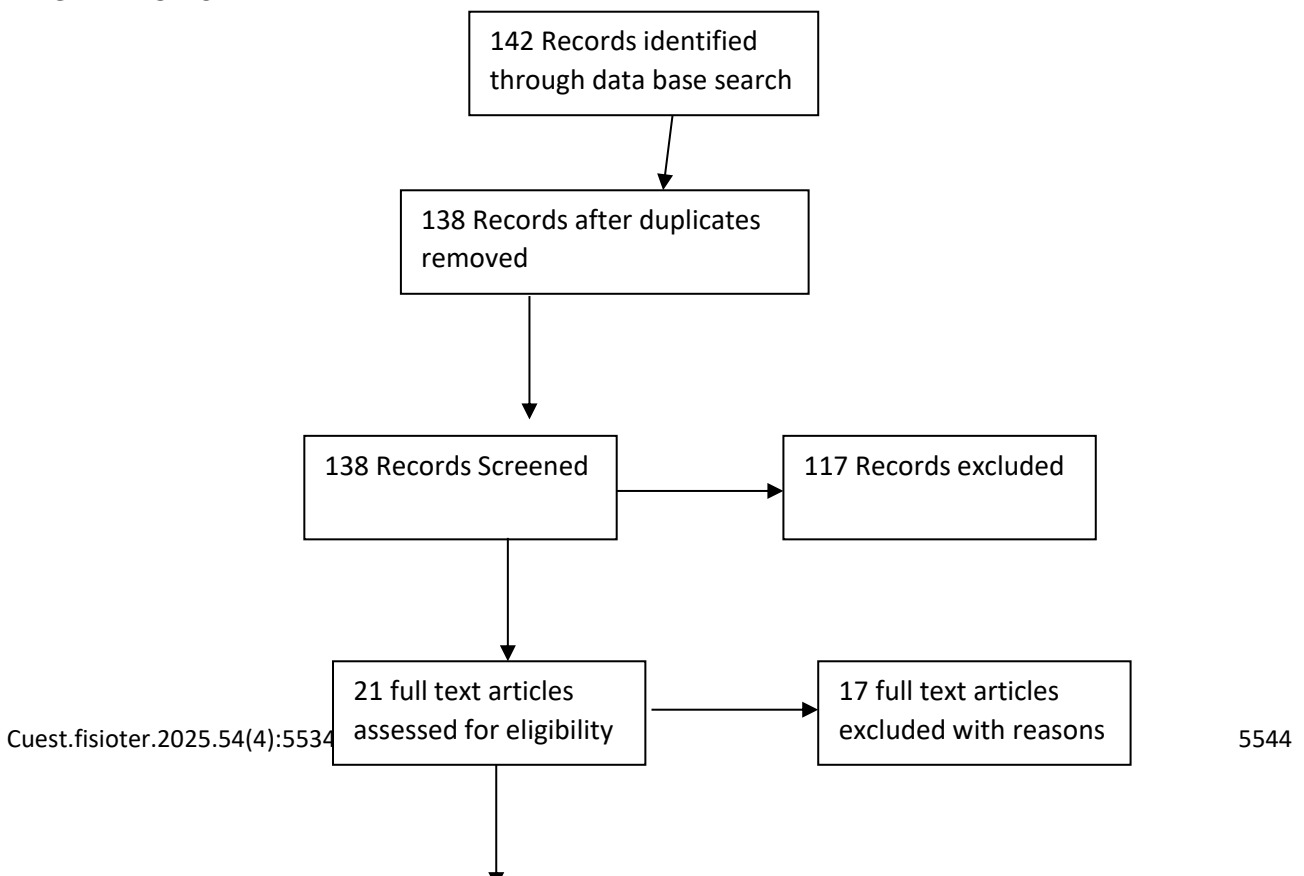 142 Records identified
through data base search
138 Records after duplicates
removed
138 Records Screened
117 Records excluded
21 full text articles
assessed for eligibility
17 full text articles
excluded with reasons
Cuest.fisioter.2025.54(4):5534
5544